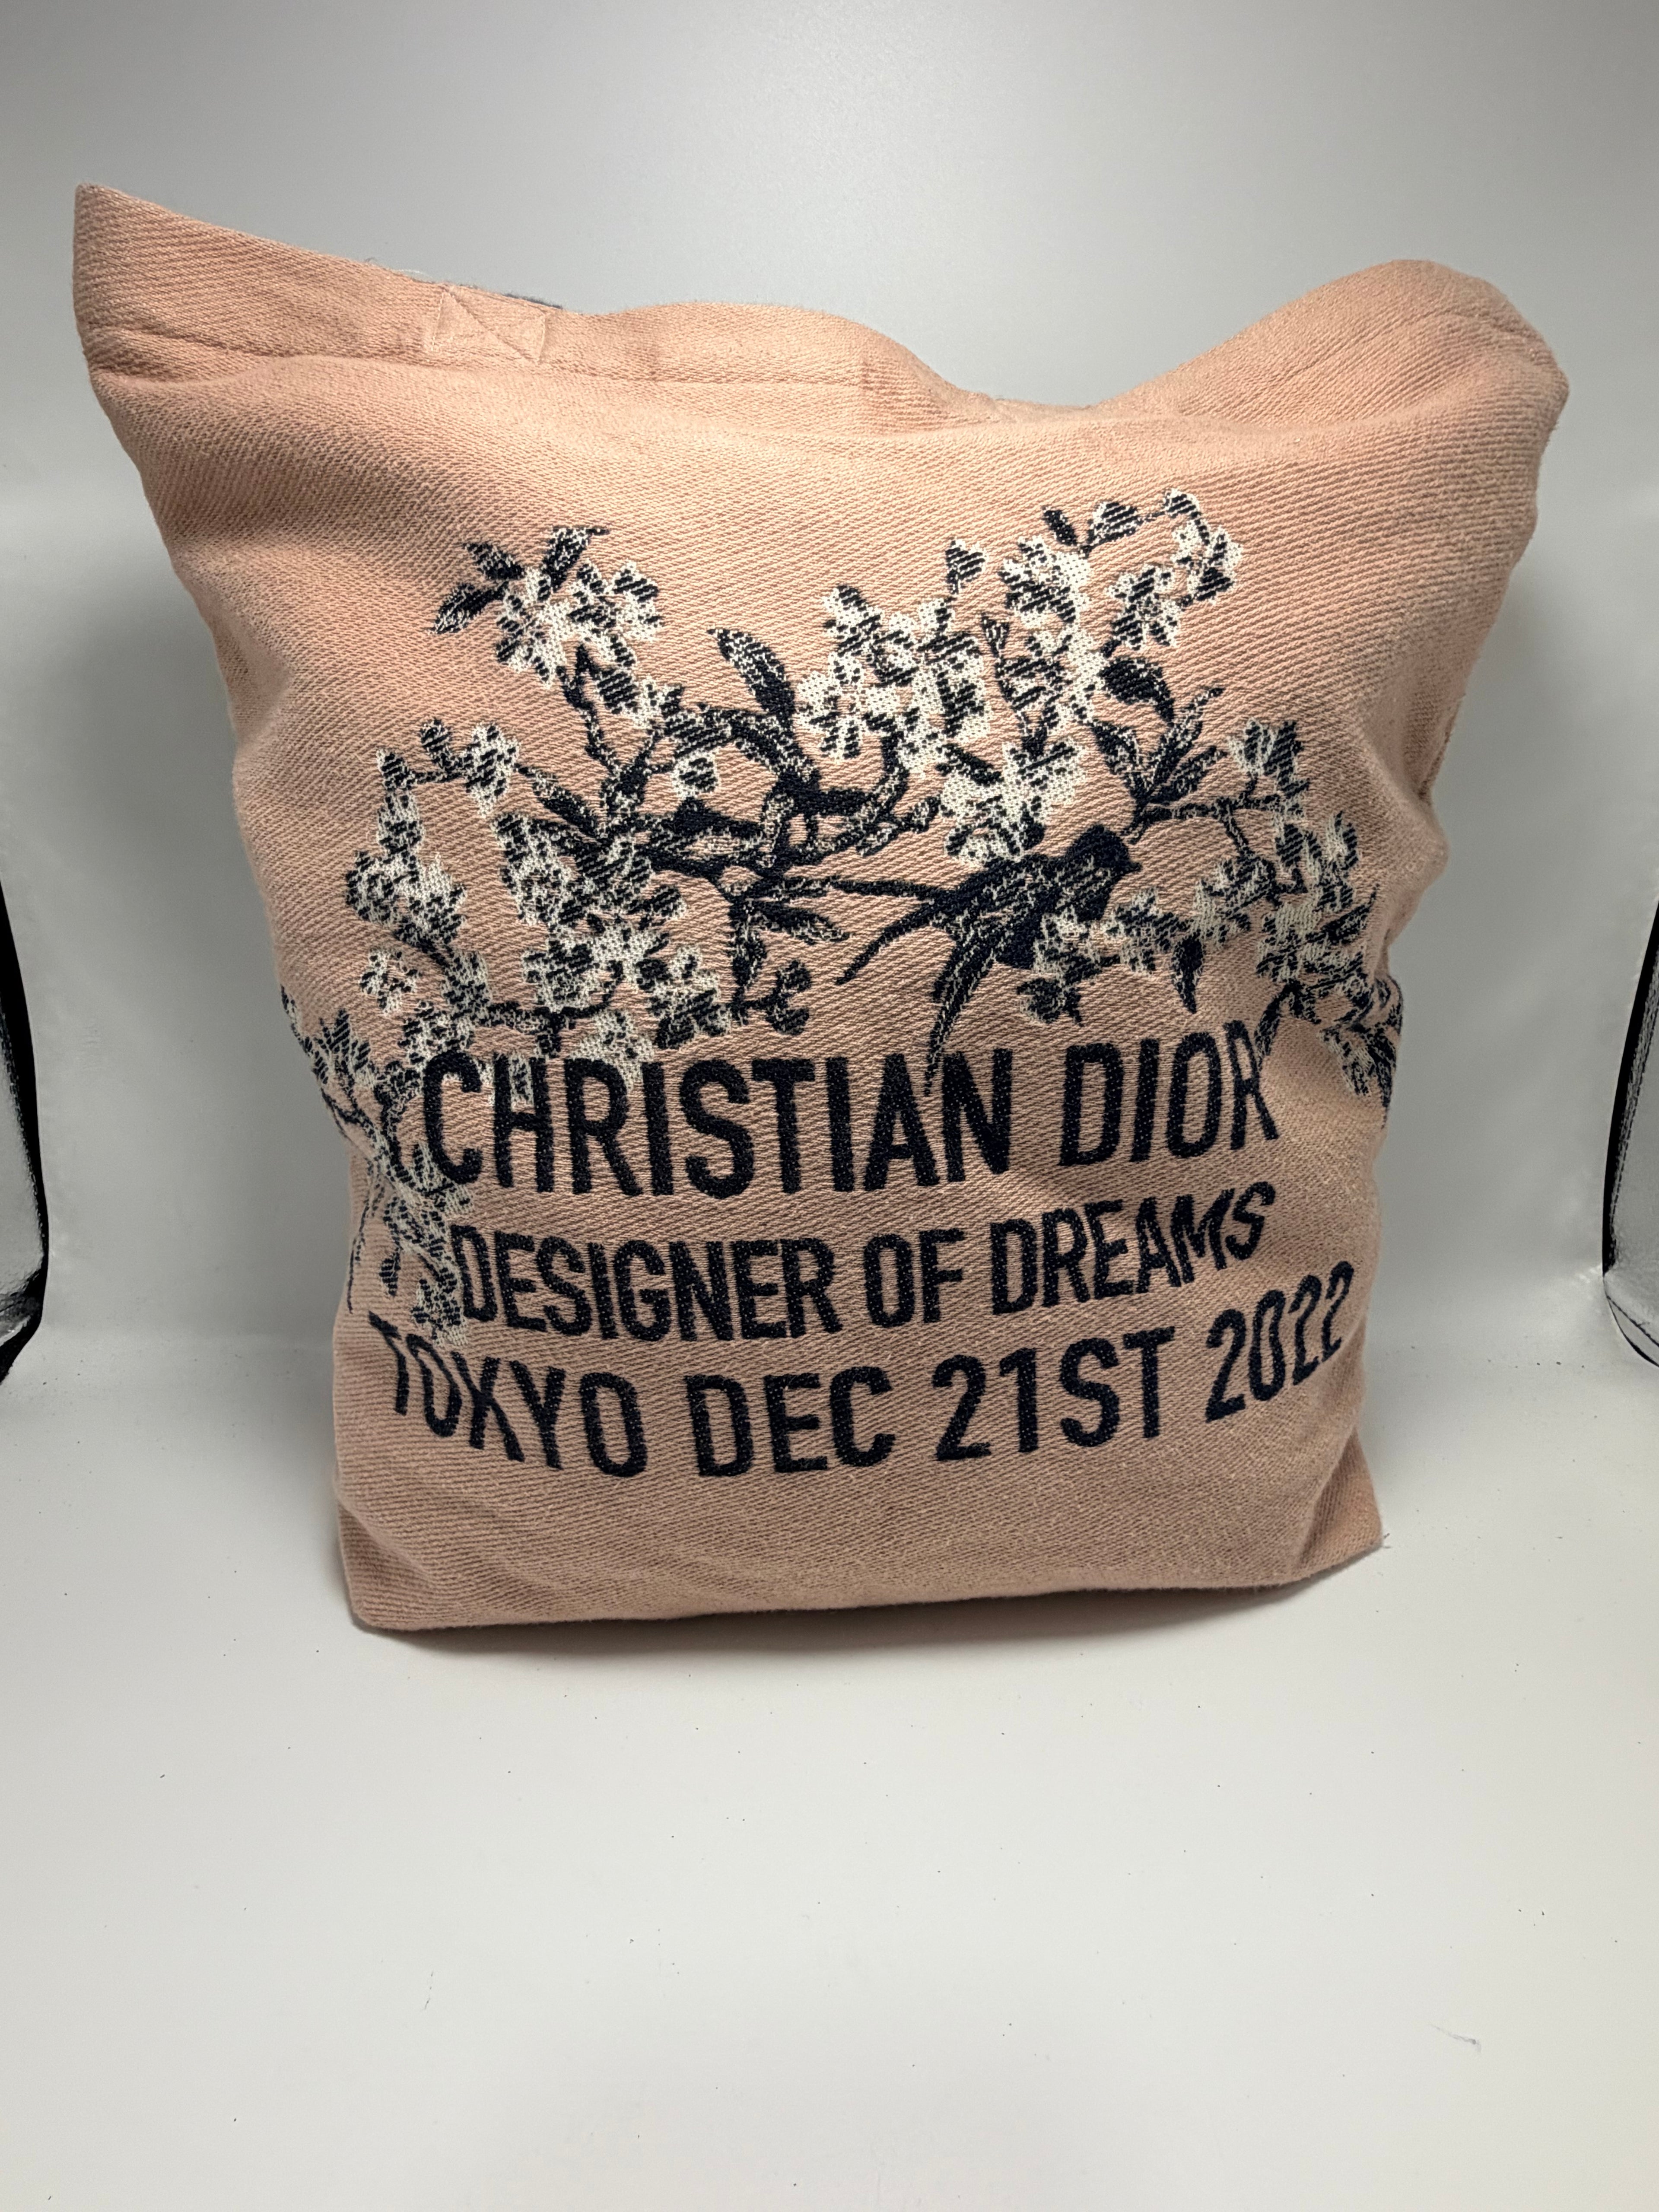 CHRISTIAN DIOR
DESIGNER OF DREAMS
TOKYO DEC 21ST 2022